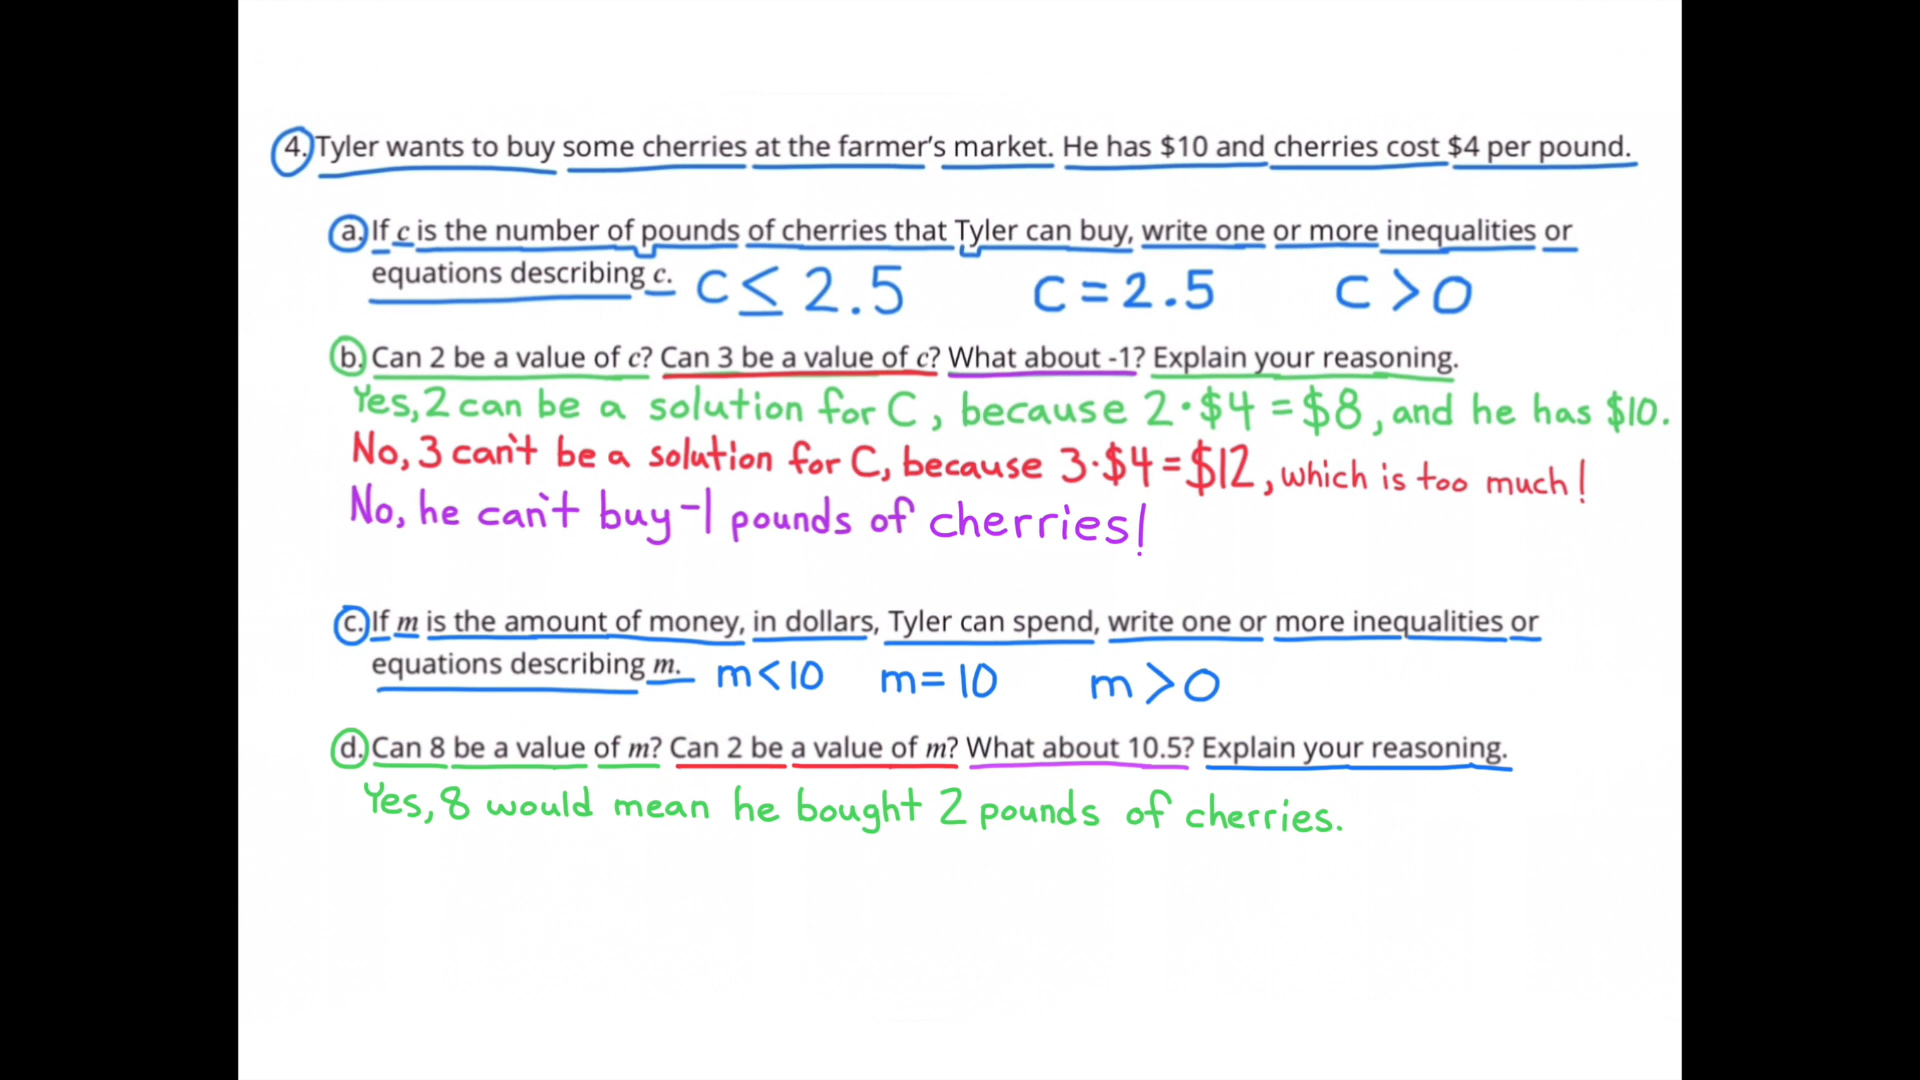 4. Tyler wants to buy some cherries at the farmer's market. He has $10 and cherries cost $4 per pound.
a. If c is the number of pounds of cherries that Tyler can buy, write one or more inequalities or
equations describing c. C ≤ 2.5 C = 2.5 C > 0
b. Can 2 be a value of c? Can 3 be a value of c? What about -1? Explain your reasoning.
Yes, 2 can be a solution for C, because 2·$4 = $8, and he has $10.
No, 3 can't be a solution for C, because 3·$4 = $12, which is too much!
No, he can't buy -1 pounds of cherries!
c. If m is the amount of money, in dollars, Tyler can spend, write one or more inequalities or
equations describing m. m < 10 m = 10 m > 0
d. Can 8 be a value of m? Can 2 be a value of m? What about 10.5? Explain your reasoning.
Yes, 8 would mean he bought 2 pounds of cherries.